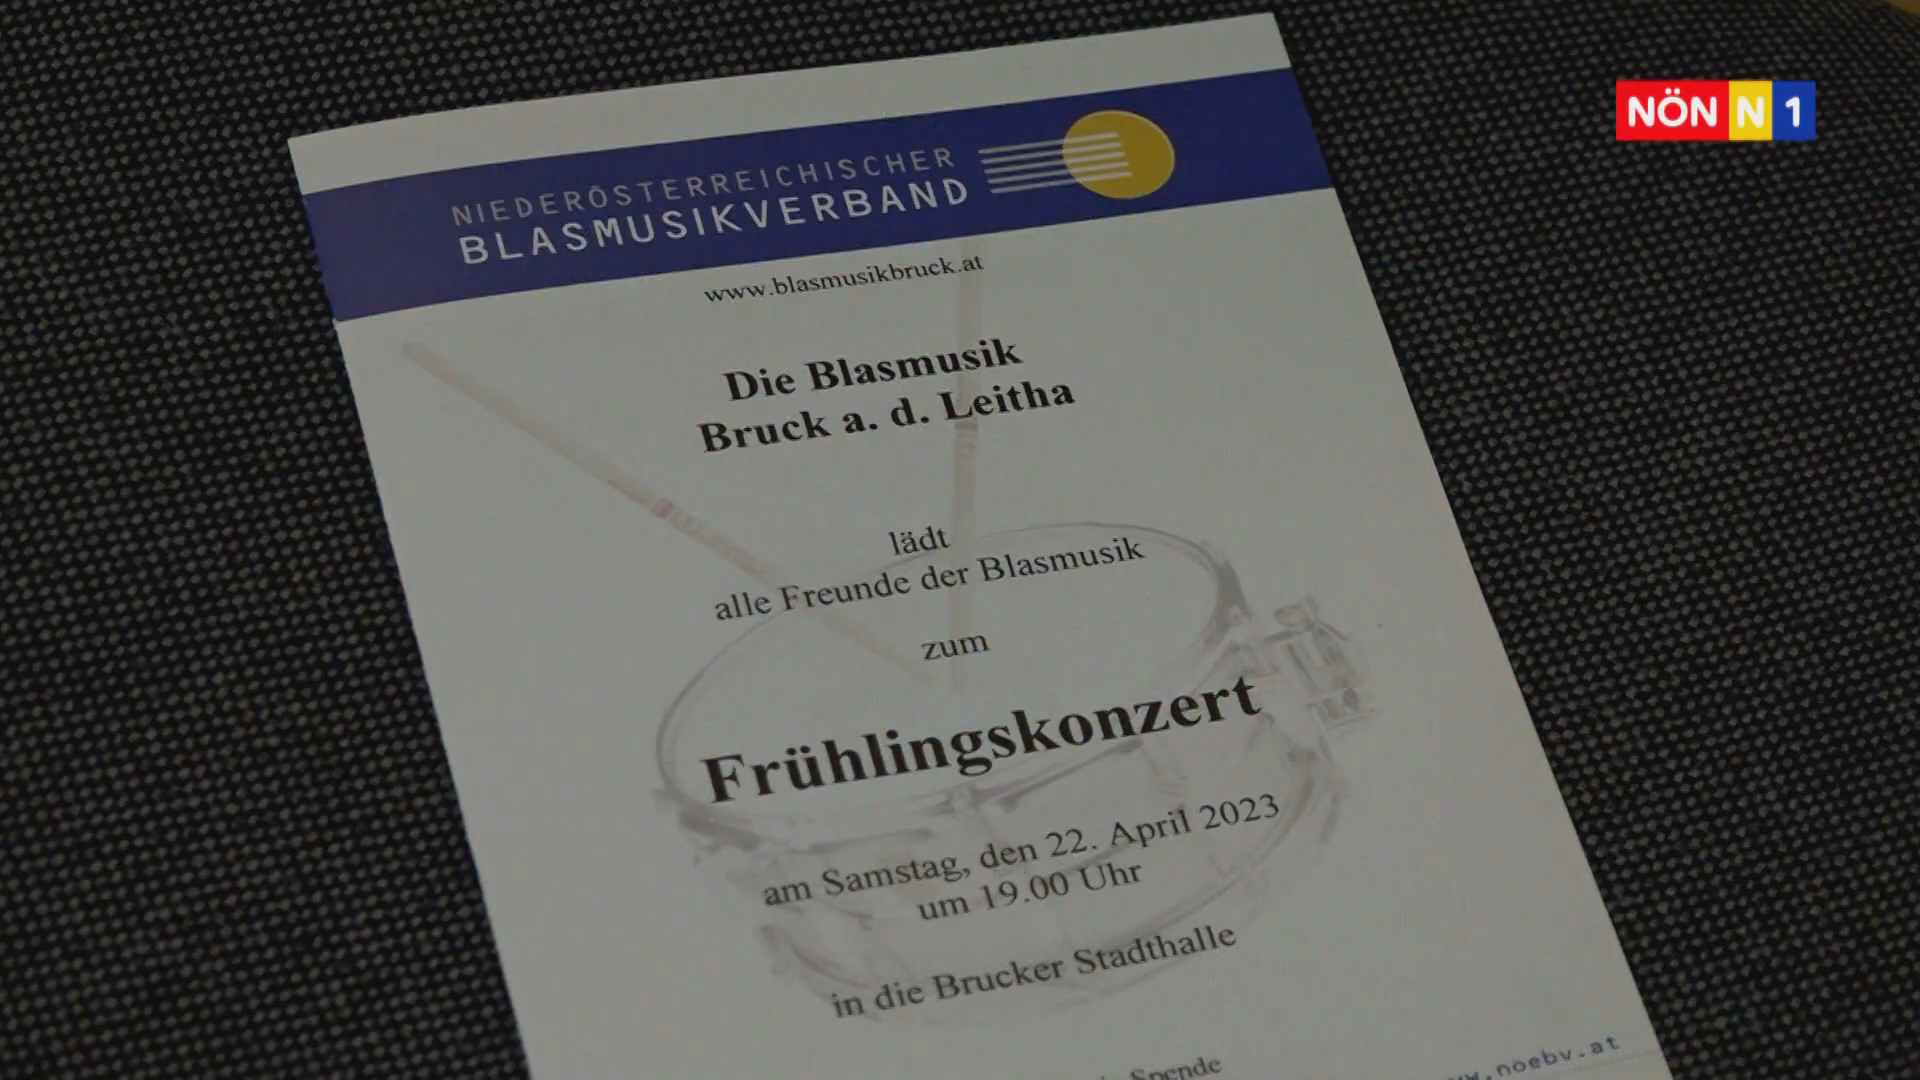 NÖN N 1
NIEDERÖSTERREICHISCHER
BLASMUSIKVERBAND
www.blasmusikbruck.at
Die Blasmusik
Bruck a. d. Leitha
lädt
alle Freunde der Blasmusik
zum
Frühlingskonzert
am Samstag, den 22. April 2023
um 19.00 Uhr
in die Brucker Stadthalle
Spende
.noebv.at